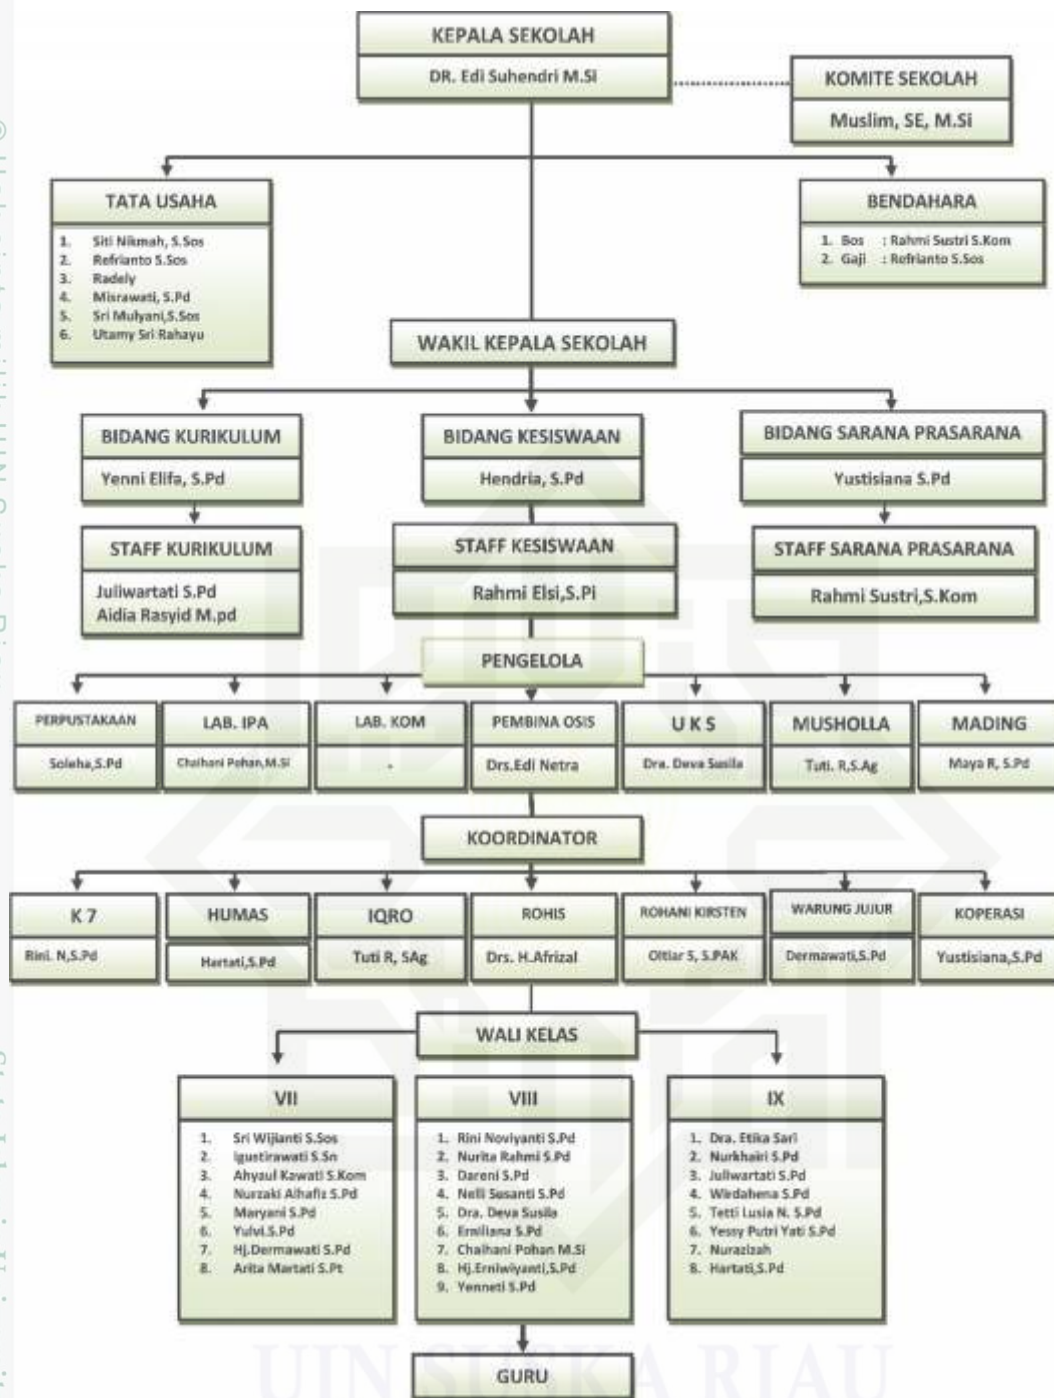 KEPALA SEKOLAH
DR. Edi Suhendri M.Si
KOMITE SEKOLAH
Muslim, SE, M.Si
TATA USAHA
1. Siti Nikmah, S.Sos
2. Refrianto S.Sos
3. Radely
4. Misrawati, S.Pd
5. Sri Mulyani,S.Sos
6. Utamy Sri Rahayu
BENDAHARA
1. Bos : Rahmi Sustri S.Kom
2. Gaji : Refrianto S.Sos
WAKIL KEPALA SEKOLAH
BIDANG KURIKULUM
Yenni Elifa, S.Pd
BIDANG KESISWAAN
Hendria, S.Pd
BIDANG SARANA PRASARANA
Yustisiana S.Pd
STAFF KURIKULUM
Juliwartati S.Pd
Aidia Rasyid M.pd
STAFF KESISWAAN
Rahmi Elsi,S.Pi
STAFF SARANA PRASARANA
Rahmi Sustri,S.Kom
PENGELOLA
PERPUSTAKAAN
Soleha,S.Pd
LAB. IPA
Chaihani Pohan,M.Si
LAB. KOM
-
PEMBINA OSIS
Drs.Edi Netra
U K S
Dra. Deva Susila
MUSHOLLA
Tuti. R,S.Ag
MADING
Maya R, S.Pd
KOORDINATOR
K 7
Rini. N,S.Pd
HUMAS
Hartati,S.Pd
IQRO
Tuti R, SAg
ROHIS
Drs. H.Afrizal
ROHANI KIRSTEN
Oltiar S, S.PAK
WARUNG JUJUR
Dermawati,S.Pd
KOPERASI
Yustisiana,S.Pd
WALI KELAS
VII
1. Sri Wijianti S.Sos
2. Igustirawati S.Sn
3. Ahyaul Kawati S.Kom
4. Nurzaki Alhafiz S.Pd
5. Maryani S.Pd
6. Yulvi.S.Pd
7. Hj.Dermawati S.Pd
8. Arita Martati S.Pt
VIII
1. Rini Noviyanti S.Pd
2. Nurita Rahmi S.Pd
3. Dareni S.Pd
4. Nelli Susanti S.Pd
5. Dra. Deva Susila
6. Erniliana S.Pd
7. Chaihani Pohan M.Si
8. Hj.Erniwiyanti,S.Pd
9. Yenneti S.Pd
IX
1. Dra. Etika Sari
2. Nurkhairi S.Pd
3. Juliwartati S.Pd
4. Wirdahena S.Pd
5. Tetti Lusia N. S.Pd
6. Yessy Putri Yati S.Pd
7. Nurazizah
8. Hartati,S.Pd
GURU
UIN SUSKA RIAU